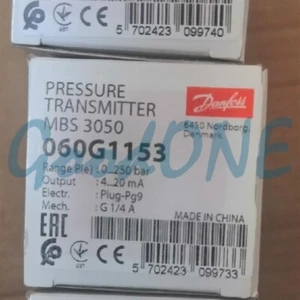 5 702423 099740
PRESSURE
TRANSMITTER
MBS 3050
060G1153
Danfoss
6430 Nordborg
Denmark
Range P(e) : 0...250 bar
Output : 4...20 mA
Electr. : Plug-Pg9
Mech. : G 1/4 A
EAC
MADE IN CHINA
5 702423 099733